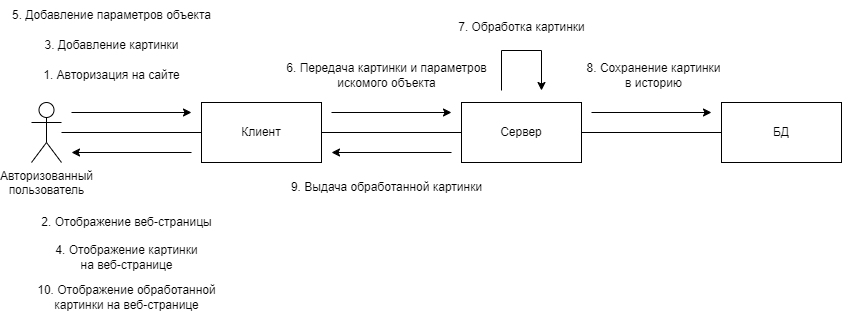 5. Добавление параметров объекта
3. Добавление картинки
1. Авторизация на сайте
7. Обработка картинки
6. Передача картинки и параметров
искомого объекта
8. Сохранение картинки
в историю
Клиент
Сервер
БД
Авторизованный
пользователь
9. Выдача обработанной картинки
2. Отображение веб-страницы
4. Отображение картинки
на веб-странице
10. Отображение обработанной
картинки на веб-странице